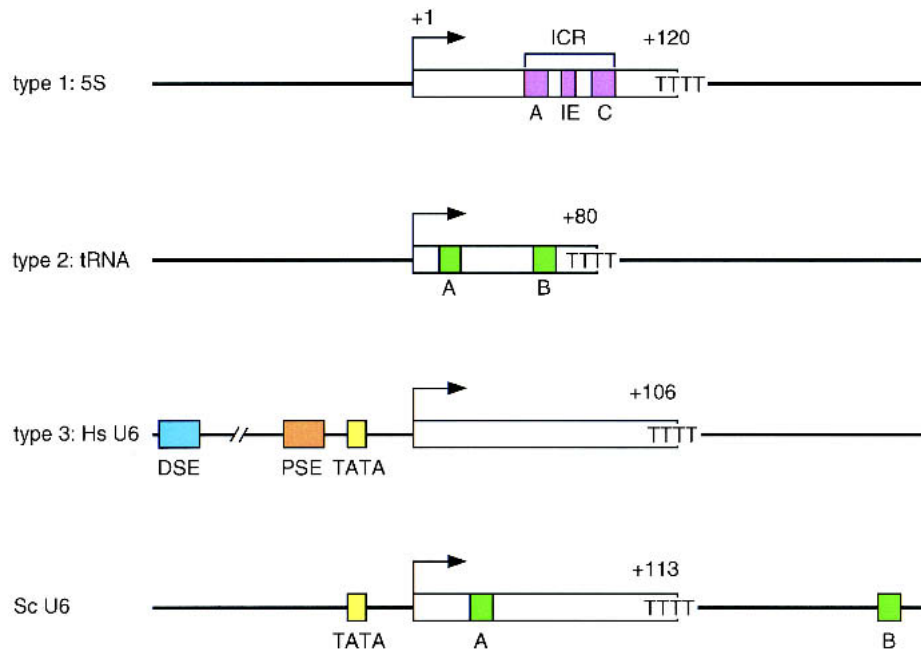 +1
ICR
+120
type 1: 5S
TTTT
A IE C
+80
type 2: tRNA
TTTT
A B
+106
type 3: Hs U6
TTTT
DSE PSE TATA
+113
Sc U6
TTTT
TATA A B